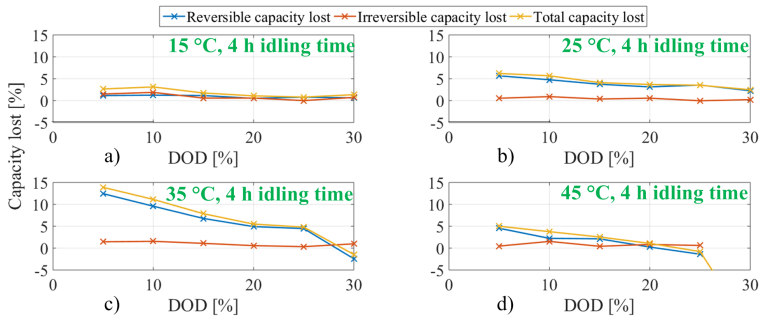 Reversible capacity lost Irreversible capacity lost Total capacity lost
Capacity lost [%]
15 °C, 4 h idling time
15
10
5
0
-5
0 10 20 30
a) DOD [%]
25 °C, 4 h idling time
15
10
5
0
-5
0 10 20 30
b) DOD [%]
35 °C, 4 h idling time
15
10
5
0
-5
0 10 20 30
c) DOD [%]
45 °C, 4 h idling time
15
10
5
0
-5
0 10 20 30
d) DOD [%]